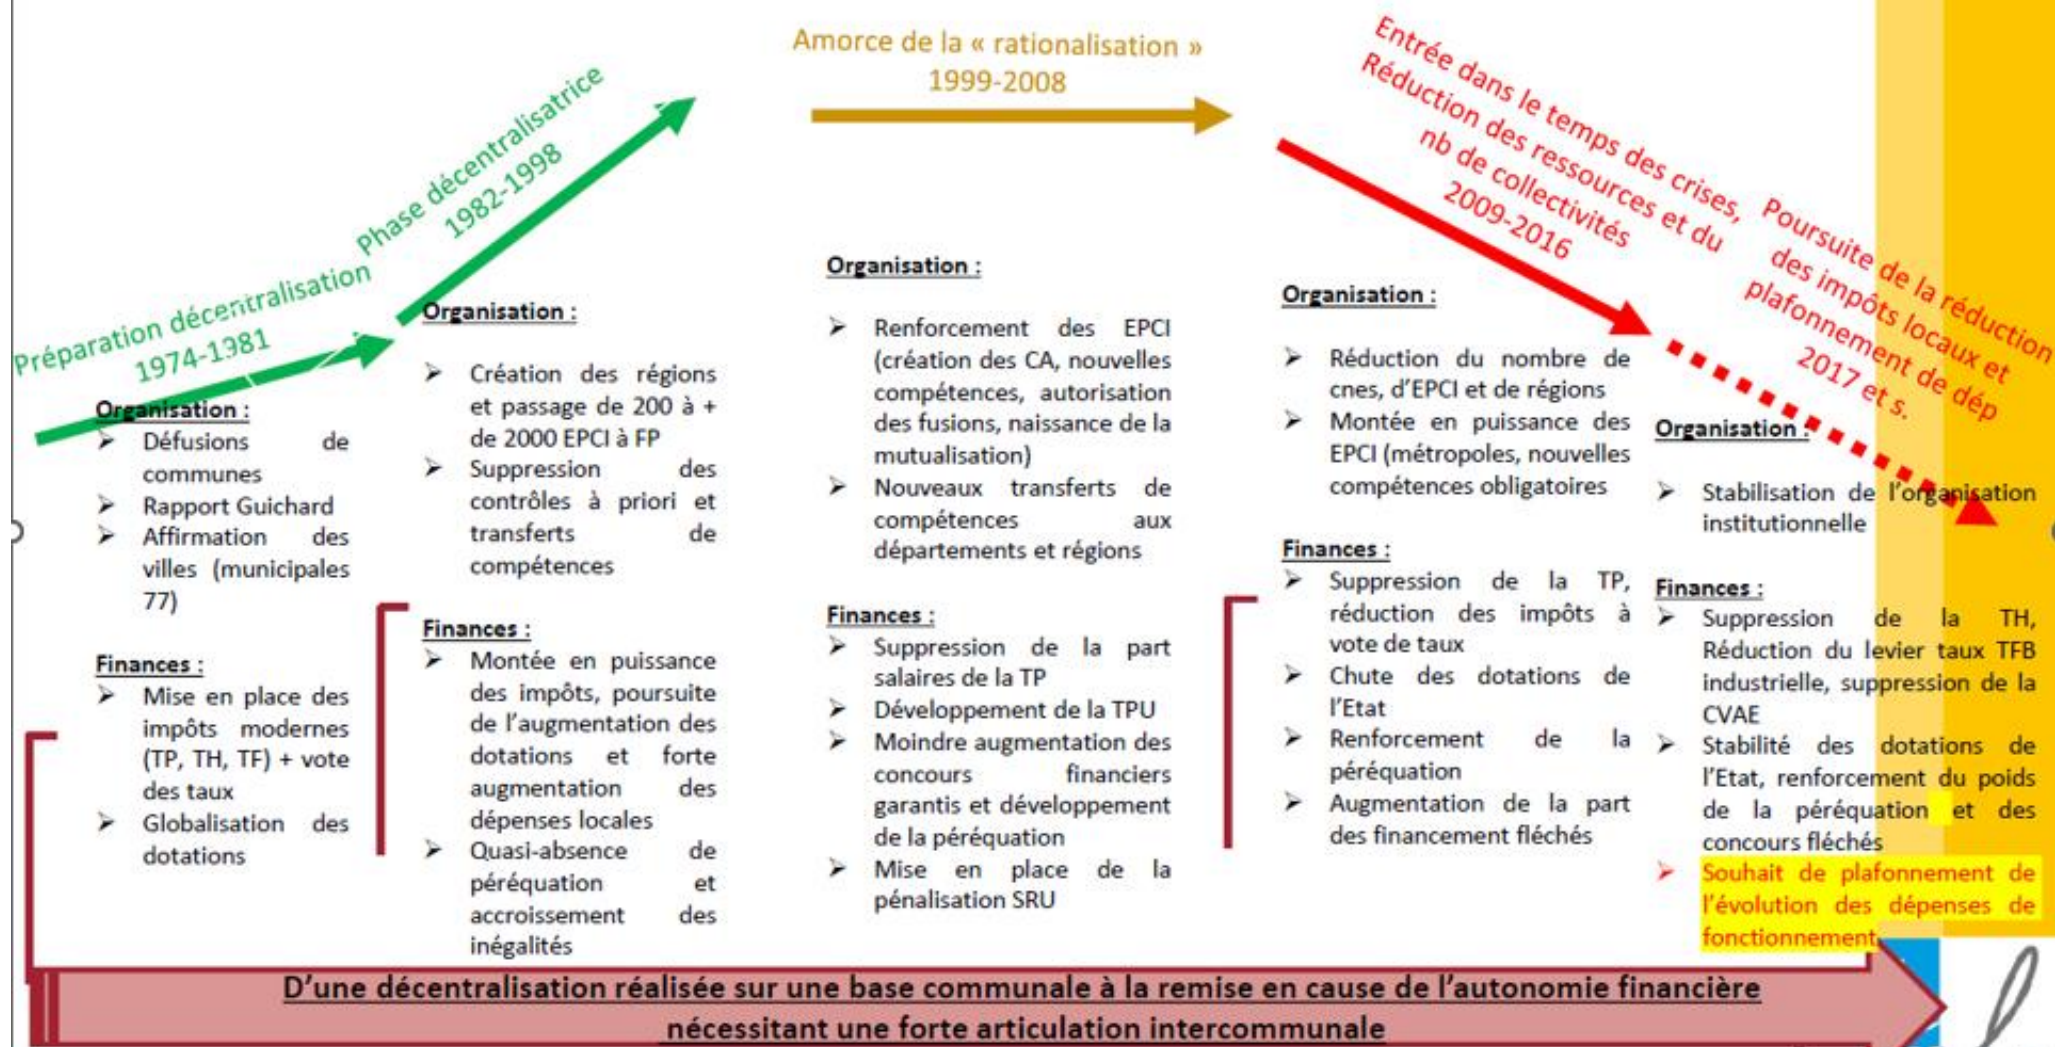 Préparation décentralisation
1974-1981
Organisation :
➢ Défusions de
communes
➢ Rapport Guichard
➢ Affirmation des
villes (municipales
77)
Finances :
➢ Mise en place des
impôts modernes
(TP, TH, TF) + vote
des taux
➢ Globalisation des
dotations
Phase décentralisatrice
1982-1998
Organisation :
➢ Création des régions
et passage de 200 à +
de 2000 EPCI à FP
➢ Suppression des
contrôles à priori et
transferts de
compétences
Finances :
➢ Montée en puissance
des impôts, poursuite
de l'augmentation des
dotations et forte
augmentation des
dépenses locales
➢ Quasi-absence de
péréquation et
accroissement des
inégalités
Amorce de la « rationalisation »
1999-2008
Organisation :
➢ Renforcement des EPCI
(création des CA, nouvelles
compétences, autorisation
des fusions, naissance de la
mutualisation)
➢ Nouveaux transferts de
compétences aux
départements et régions
Finances :
➢ Suppression de la part
salaires de la TP
➢ Développement de la TPU
➢ Moindre augmentation des
concours financiers
garantis et développement
de la péréquation
➢ Mise en place de la
pénalisation SRU
Entrée dans le temps des crises,
Réduction des ressources et du
nb de collectivités
2009-2016
Organisation :
➢ Réduction du nombre de
cnes, d'EPCI et de régions
➢ Montée en puissance des
EPCI (métropoles, nouvelles
compétences obligatoires
Finances :
➢ Suppression de la TP,
réduction des impôts à
vote de taux
➢ Chute des dotations de
l'Etat
➢ Renforcement de la
péréquation
➢ Augmentation de la part
des financement fléchés
Poursuite de la réduction
des impôts locaux et
plafonnement de dép
2017 et s.
Organisation :
➢ Stabilisation de l'organisation
institutionnelle
Finances :
➢ Suppression de la TH,
Réduction du levier taux TFB
industrielle, suppression de la
CVAE
➢ Stabilité des dotations de
l'Etat, renforcement du poids
de la péréquation et des
concours fléchés
➢ Souhait de plafonnement de
l'évolution des dépenses de
fonctionnement
D'une décentralisation réalisée sur une base communale à la remise en cause de l'autonomie financière
nécessitant une forte articulation intercommunale